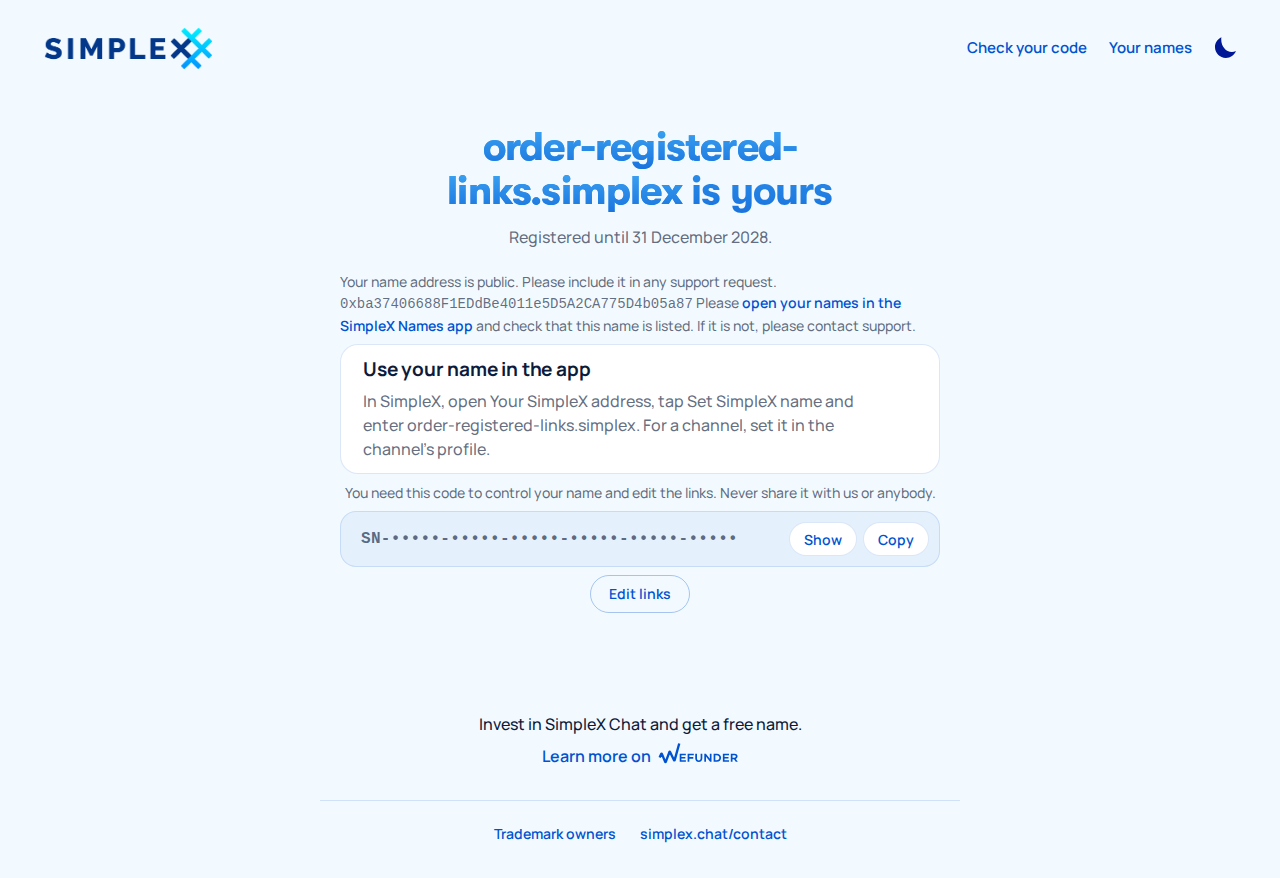 SIMPLEX
Check your code
Your names
order-registered-
links.simplex is yours
Registered until 31 December 2028.
Your name address is public. Please include it in any support request.
0xba37406688F1EDdBe4011e5D5A2CA775D4b05a87 Please open your names in the
SimpleX Names app and check that this name is listed. If it is not, please contact support.
Use your name in the app
In SimpleX, open Your SimpleX address, tap Set SimpleX name and
enter order-registered-links.simplex. For a channel, set it in the
channel's profile.
You need this code to control your name and edit the links. Never share it with us or anybody.
SN-•••••-•••••-•••••-•••••-•••••-•••••
Show
Copy
Edit links
Invest in SimpleX Chat and get a free name.
Learn more on WEFUNDER
Trademark owners
simplex.chat/contact